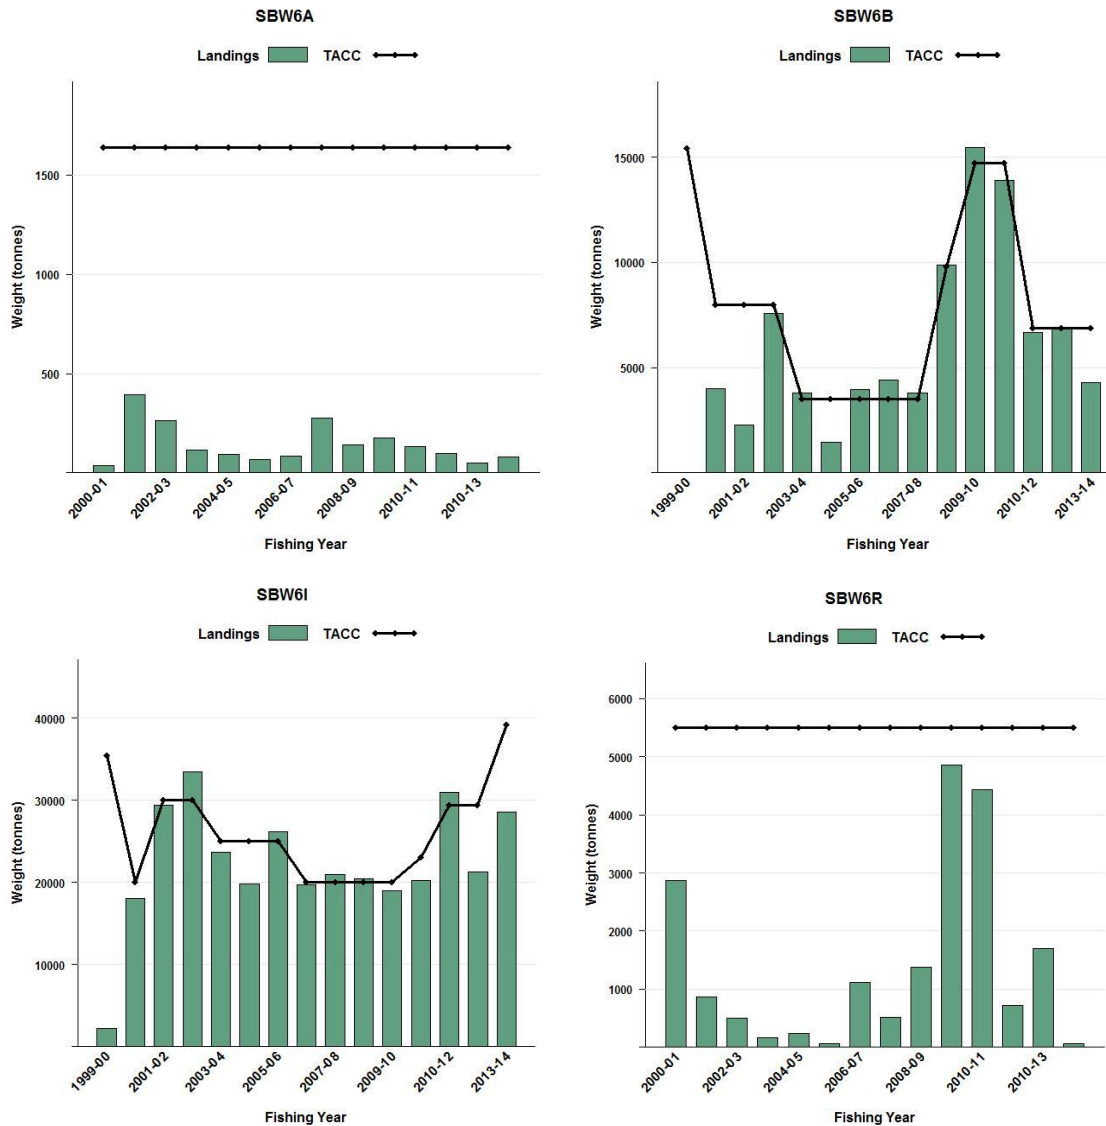 SBW6A
Landings TACC
Weight (tonnes)
1500
1000
500
2000-01
2002-03
2004-05
2006-07
2008-09
2010-11
2010-13
Fishing Year
SBW6B
Landings TACC
Weight (tonnes)
15000
10000
5000
1999-00
2001-02
2003-04
2005-06
2007-08
2009-10
2010-12
2013-14
Fishing Year
SBW6I
Landings TACC
Weight (tonnes)
40000
30000
20000
10000
1999-00
2001-02
2003-04
2005-06
2007-08
2009-10
2010-12
2013-14
Fishing Year
SBW6R
Landings TACC
Weight (tonnes)
6000
5000
4000
3000
2000
1000
2000-01
2002-03
2004-05
2006-07
2008-09
2010-11
2010-13
Fishing Year